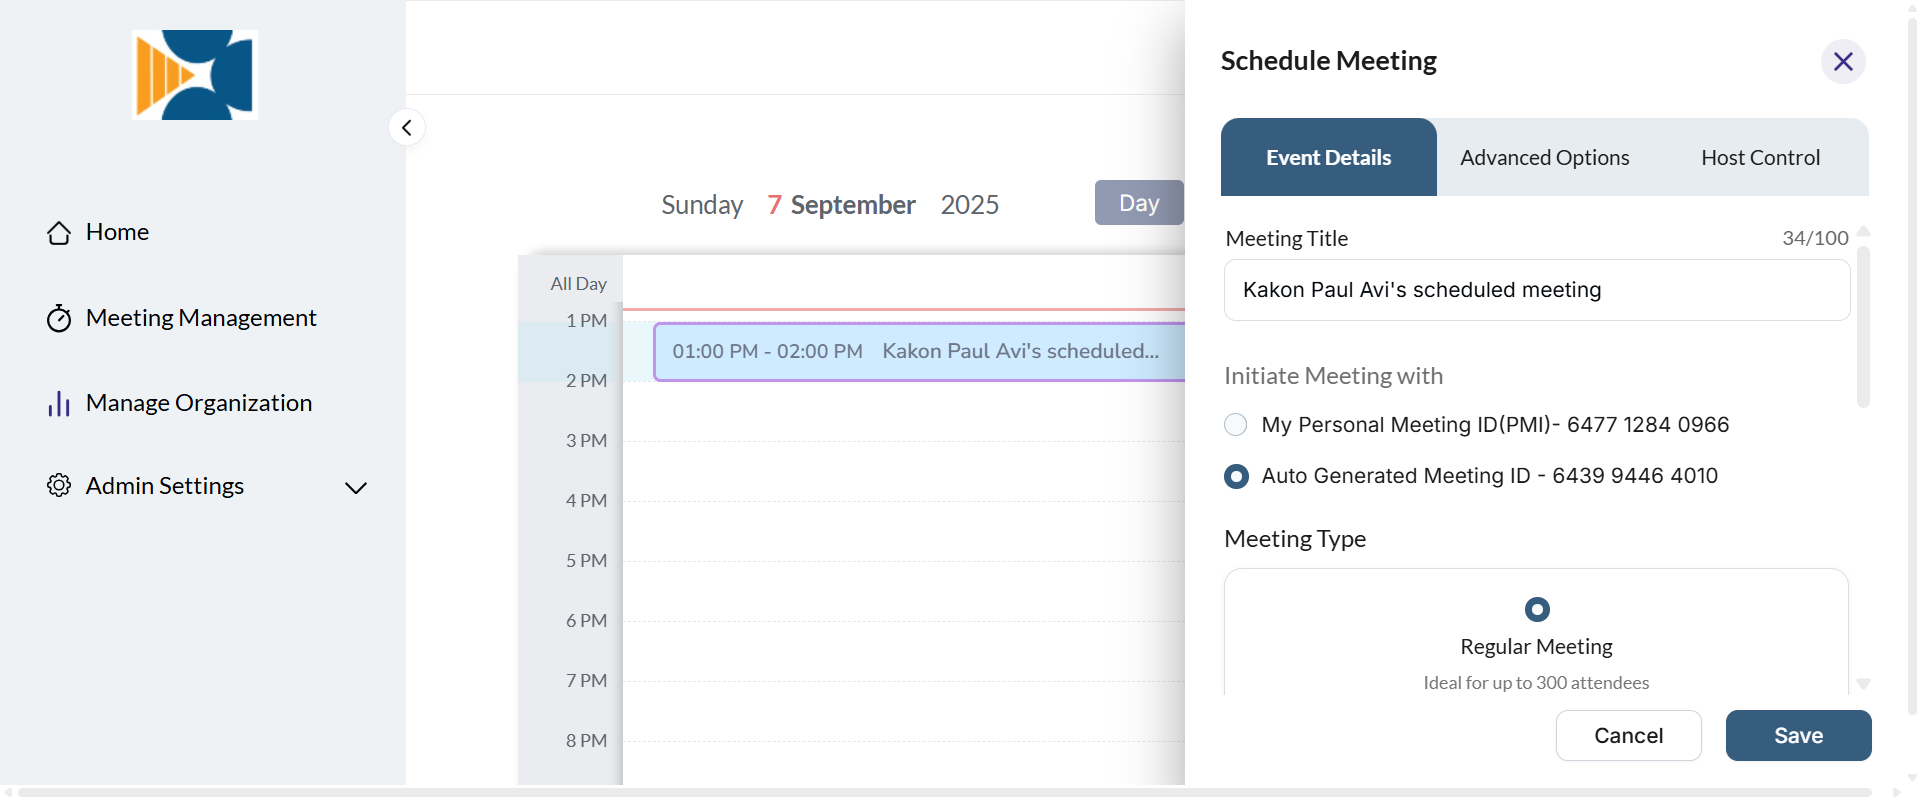 Home
Meeting Management
Manage Organization
Admin Settings
Sunday 7 September 2025
Day
All Day
1 PM
01:00 PM - 02:00 PM Kakon Paul Avi's scheduled...
2 PM
3 PM
4 PM
5 PM
6 PM
7 PM
8 PM
Schedule Meeting
Event Details Advanced Options Host Control
Meeting Title 34/100
Kakon Paul Avi's scheduled meeting
Initiate Meeting with
My Personal Meeting ID(PMI)- 6477 1284 0966
Auto Generated Meeting ID - 6439 9446 4010
Meeting Type
Regular Meeting
Ideal for up to 300 attendees
Cancel Save